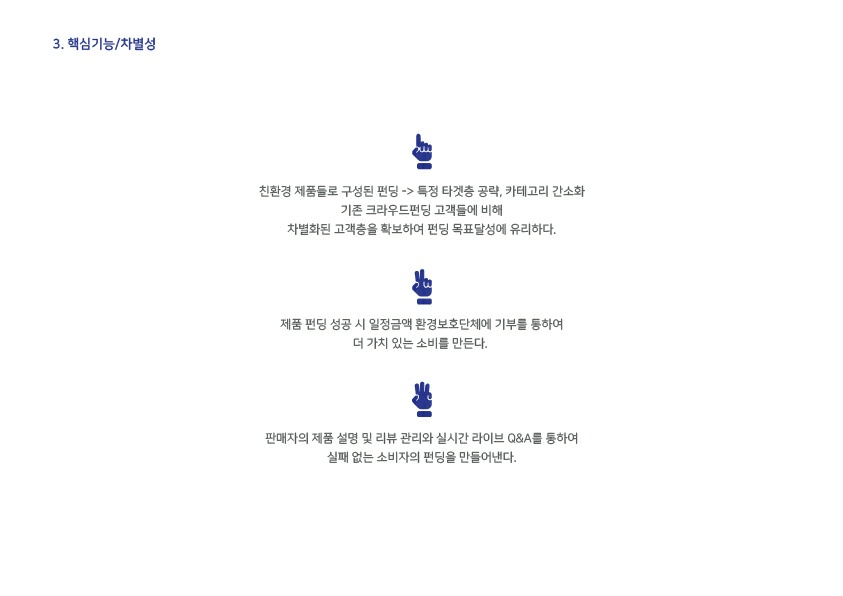 3. 핵심기능/차별성
친환경 제품들로 구성된 펀딩 -> 특정 타겟층 공략, 카테고리 간소화
기존 크라우드펀딩 고객들에 비해
차별화된 고객층을 확보하여 펀딩 목표달성에 유리하다.
제품 펀딩 성공 시 일정금액 환경보호단체에 기부를 통하여
더 가치 있는 소비를 만든다.
판매자의 제품 설명 및 리뷰 관리와 실시간 라이브 Q&A를 통하여
실패 없는 소비자의 펀딩을 만들어낸다.